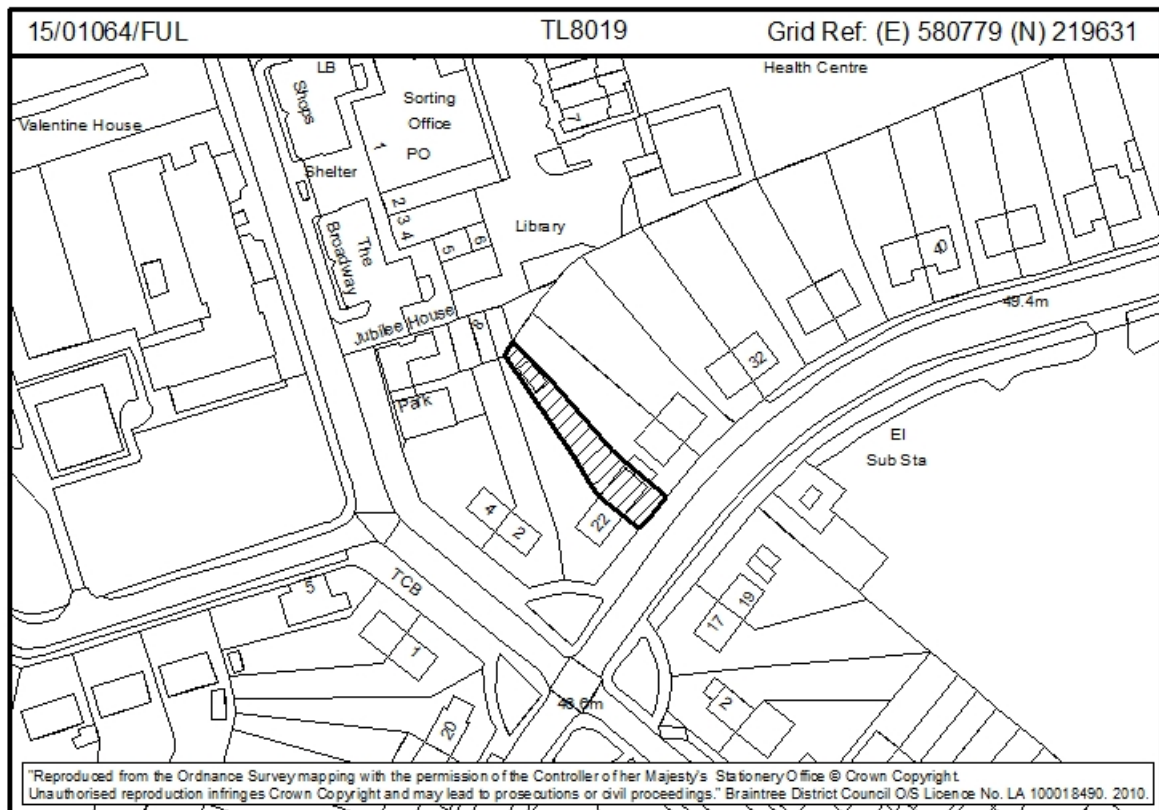 15/01064/FUL
TL8019
Grid Ref: (E) 580779 (N) 219631
LB
Health Centre
Shops
Sorting
Office
Valentine House
1
PO
7
Shelter
2
3
4
The
Broadway
5
6
Library
40
49.4m
Jubilee House
8
32
Park
El
Sub Sta
4
2
22
TCB
5
19
17
1
2
48.6m
20
"Reproduced from the Ordnance Survey mapping with the permission of the Controller of her Majesty's Stationery Office © Crown Copyright.
Unauthorised reproduction infringes Crown Copyright and may lead to prosecutions or civil proceedings." Braintree District Council O/S Licence No. LA 100018490. 2010.